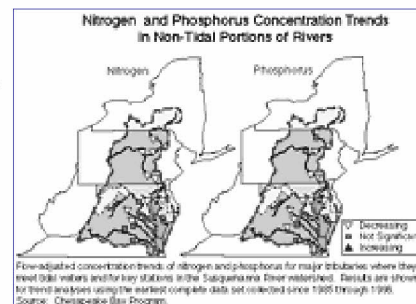 Nitrogen and Phosphorus Concentration Trends
in Non-Tidal Portions of Rivers
Nitrogen
Phosphorus
Decreasing
Not Significant
Increasing
Flow-adjusted concentration trends of nitrogen and phosphorus for major tributaries where they
meet tidal waters and for key stations in the Susquehanna River watershed. Results are shown
for trend analyses using the earliest complete data set collected since 1985 through 1998.
Source: Chesapeake Bay Program.